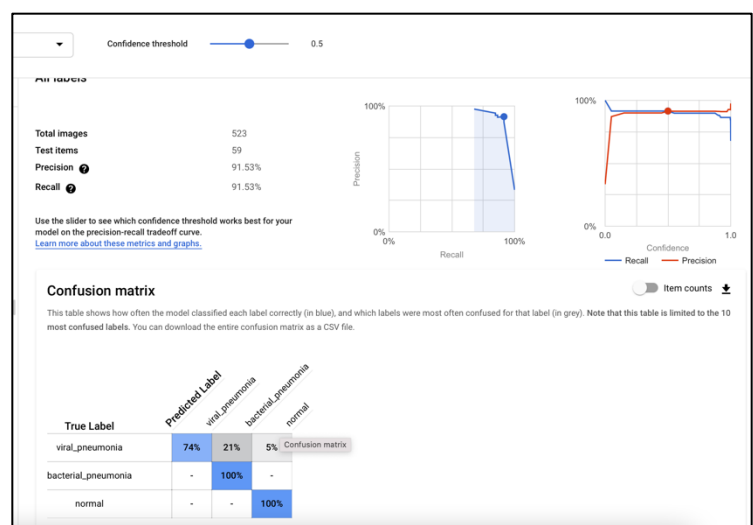 Confidence threshold
0.5
All labels
Total images 523
Test items 59
Precision ? 91.53%
Recall ? 91.53%
Use the slider to see which confidence threshold works best for your
model on the precision-recall tradeoff curve.
Learn more about these metrics and graphs.
100%
Precision
0%
0%
100%
Recall
100%
0%
0.0
1.0
Confidence
Recall Precision
Confusion matrix
Item counts
This table shows how often the model classified each label correctly (in blue), and which labels were most often confused for that label (in grey). Note that this table is limited to the 10
most confused labels. You can download the entire confusion matrix as a CSV file.
True Label
Predicted Label
viral_pneumonia
bacterial_pneumonia
normal
viral_pneumonia 74% 21% 5%
Confusion matrix
bacterial_pneumonia - 100% -
normal - - 100%